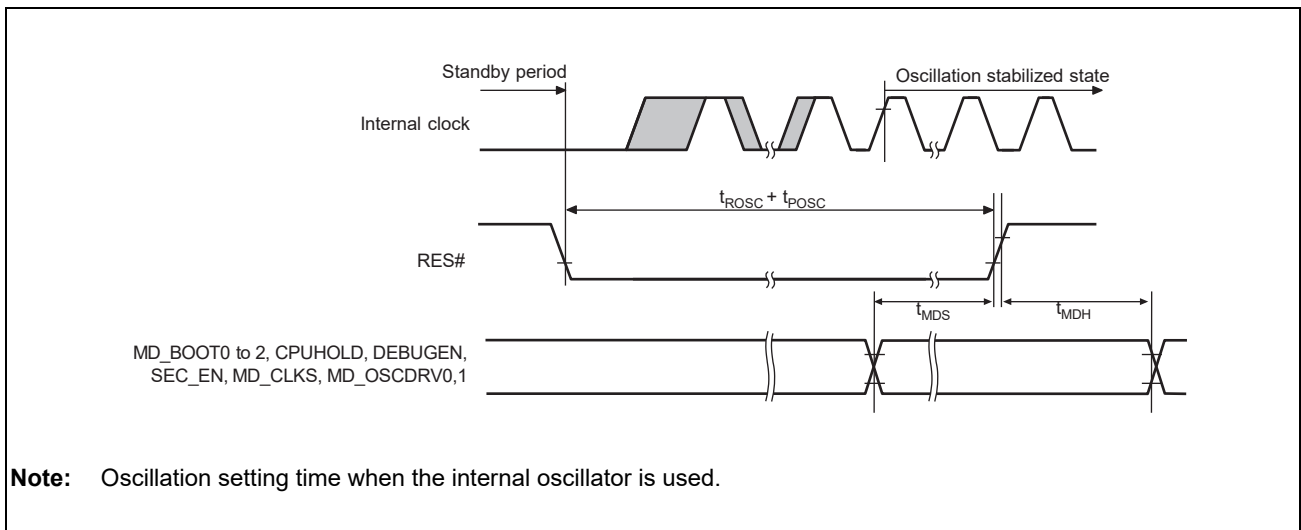 Standby period
Oscillation stabilized state
Internal clock
tROSC + tPOSC
RES#
tMDS
tMDH
MD_BOOT0 to 2, CPUHOLD, DEBUGEN,
SEC_EN, MD_CLKS, MD_OSCDRV0,1
Note: Oscillation setting time when the internal oscillator is used.